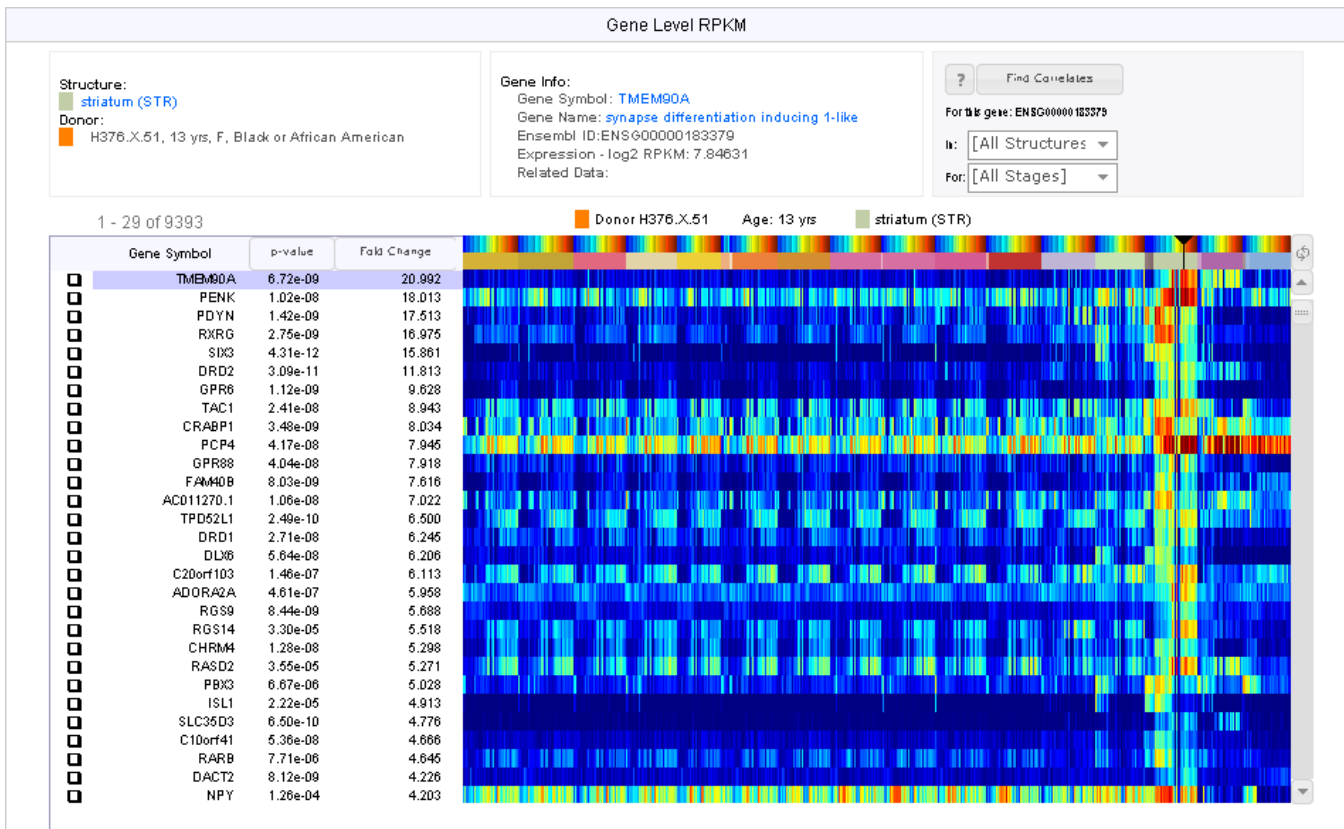 Gene Level RPKM
Structure:
striatum (STR)
Donor:
H376.X.51, 13 yrs, F, Black or African American
Gene Info:
Gene Symbol: TMEM90A
Gene Name: synapse differentiation inducing 1-like
Ensembl ID:ENSG00000183379
Expression - log2 RPKM: 7.84631
Related Data:
? Find Correlates
For this gene: ENSG00000183379
In: [All Structures
For: [All Stages]
1 - 29 of 9393
Donor H376.X.51 Age: 13 yrs striatum (STR)
Gene Symbol p-value Fold Change
TMEM90A 6.72e-09 20.992
PENK 1.02e-08 18.013
PDYN 1.42e-09 17.513
RXRG 2.75e-09 16.975
SIX3 4.31e-12 15.861
DRD2 3.09e-11 11.813
GPR6 1.12e-09 9.628
TAC1 2.41e-08 8.943
CRABP1 3.48e-09 8.034
PCP4 4.17e-08 7.945
GPR88 4.04e-08 7.918
FAM40B 8.03e-09 7.616
AC011270.1 1.06e-08 7.022
TPD52L1 2.49e-10 6.500
DRD1 2.71e-08 6.245
DLX6 5.64e-08 6.206
C20orf103 1.46e-07 6.113
ADORA2A 4.61e-07 5.958
RGS9 8.44e-09 5.688
RGS14 3.30e-05 5.518
CHRM4 1.28e-08 5.298
RASD2 3.55e-05 5.271
PBX3 6.67e-06 5.028
ISL1 2.22e-05 4.913
SLC35D3 6.50e-10 4.776
C10orf41 5.36e-08 4.666
RARB 7.71e-06 4.645
DACT2 8.12e-09 4.226
NPY 1.26e-04 4.203